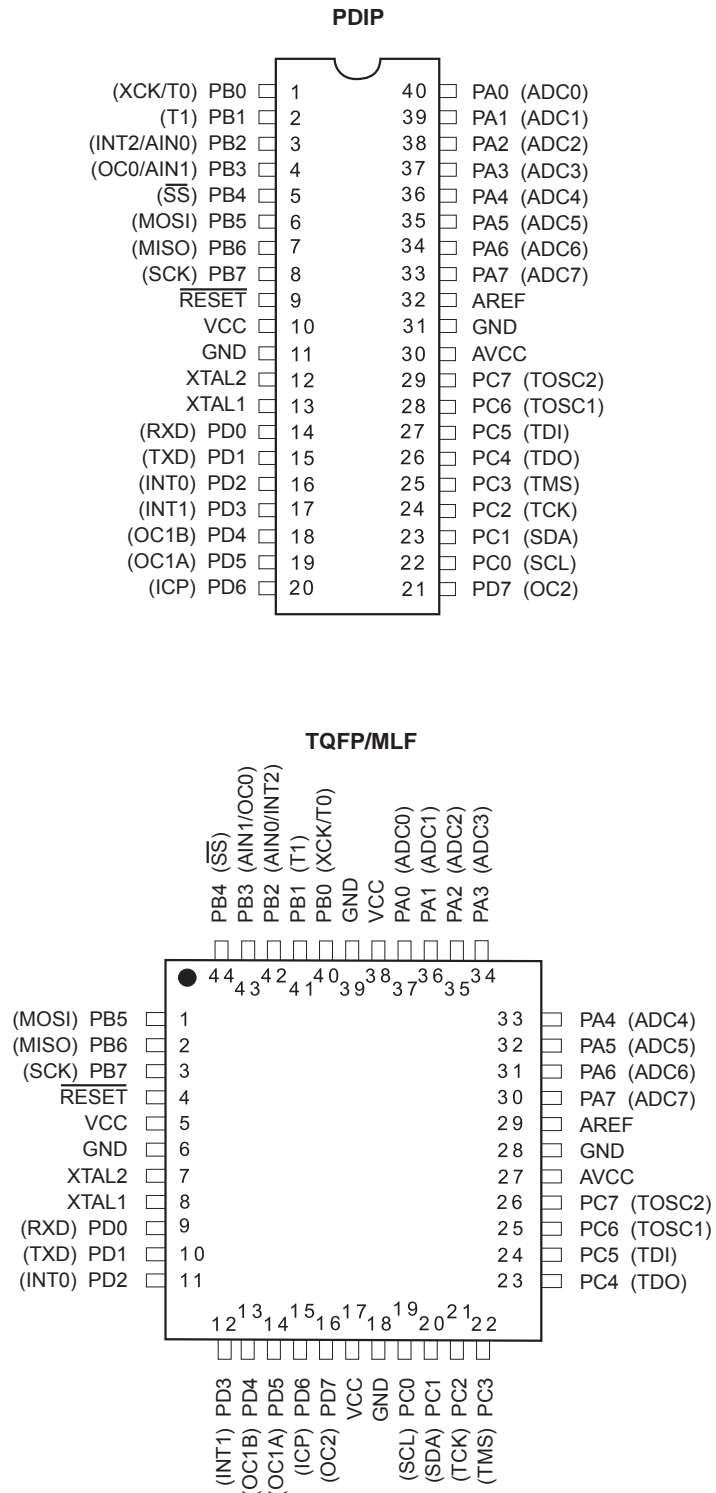 PDIP
(XCK/T0) PB0 1 40 PA0 (ADC0)
(T1) PB1 2 39 PA1 (ADC1)
(INT2/AIN0) PB2 3 38 PA2 (ADC2)
(OC0/AIN1) PB3 4 37 PA3 (ADC3)
(S̅S̅) PB4 5 36 PA4 (ADC4)
(MOSI) PB5 6 35 PA5 (ADC5)
(MISO) PB6 7 34 PA6 (ADC6)
(SCK) PB7 8 33 PA7 (ADC7)
R̅E̅S̅E̅T̅ 9 32 AREF
VCC 10 31 GND
GND 11 30 AVCC
XTAL2 12 29 PC7 (TOSC2)
XTAL1 13 28 PC6 (TOSC1)
(RXD) PD0 14 27 PC5 (TDI)
(TXD) PD1 15 26 PC4 (TDO)
(INT0) PD2 16 25 PC3 (TMS)
(INT1) PD3 17 24 PC2 (TCK)
(OC1B) PD4 18 23 PC1 (SDA)
(OC1A) PD5 19 22 PC0 (SCL)
(ICP) PD6 20 21 PD7 (OC2)
TQFP/MLF
PB4 (S̅S̅)
PB3 (AIN1/OC0)
PB2 (AIN0/INT2)
PB1 (T1)
PB0 (XCK/T0)
GND
VCC
PA0 (ADC0)
PA1 (ADC1)
PA2 (ADC2)
PA3 (ADC3)
44 43 42 41 40 39 38 37 36 35 34
(MOSI) PB5 1 33 PA4 (ADC4)
(MISO) PB6 2 32 PA5 (ADC5)
(SCK) PB7 3 31 PA6 (ADC6)
R̅E̅S̅E̅T̅ 4 30 PA7 (ADC7)
VCC 5 29 AREF
GND 6 28 GND
XTAL2 7 27 AVCC
XTAL1 8 26 PC7 (TOSC2)
(RXD) PD0 9 25 PC6 (TOSC1)
(TXD) PD1 10 24 PC5 (TDI)
(INT0) PD2 11 23 PC4 (TDO)
12 13 14 15 16 17 18 19 20 21 22
(INT1) PD3
(OC1B) PD4
(OC1A) PD5
(ICP) PD6
(OC2) PD7
VCC
GND
(SCL) PC0
(SDA) PC1
(TCK) PC2
(TMS) PC3